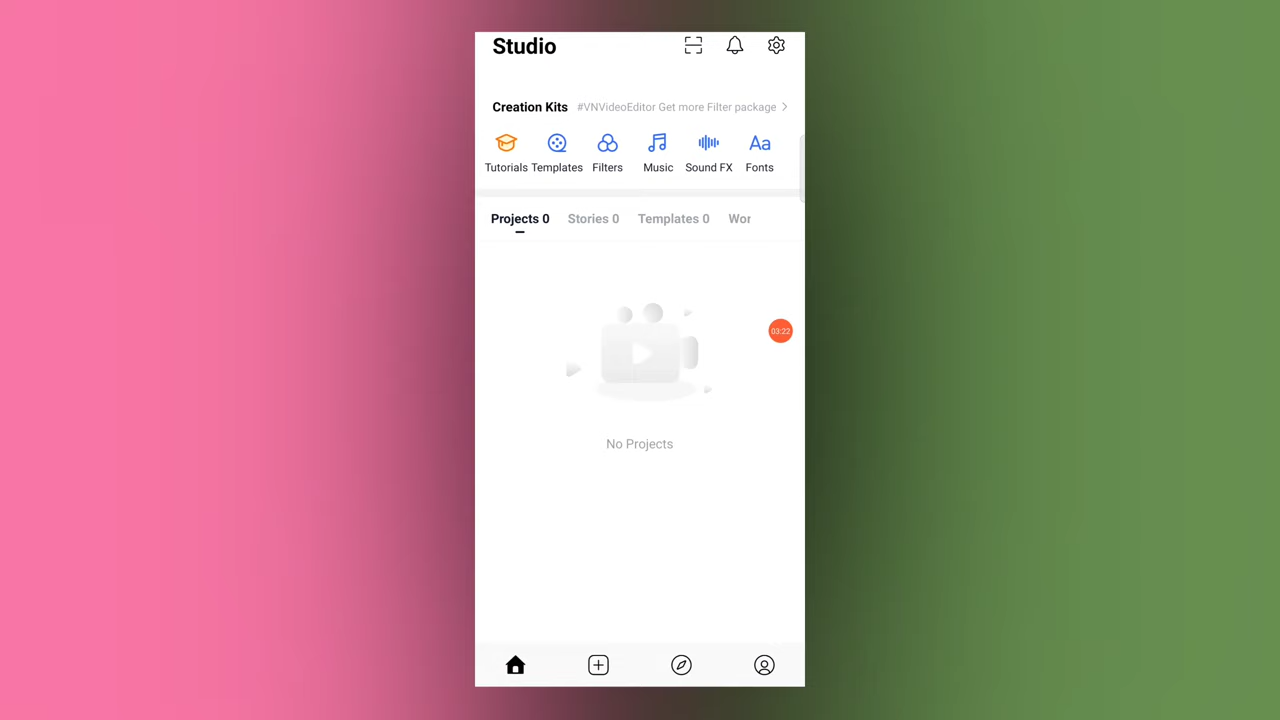 Studio
Creation Kits #VNVideoEditor Get more Filter package
Tutorials Templates Filters Music Sound FX Fonts
Projects 0 Stories 0 Templates 0 Wor
03:22
No Projects